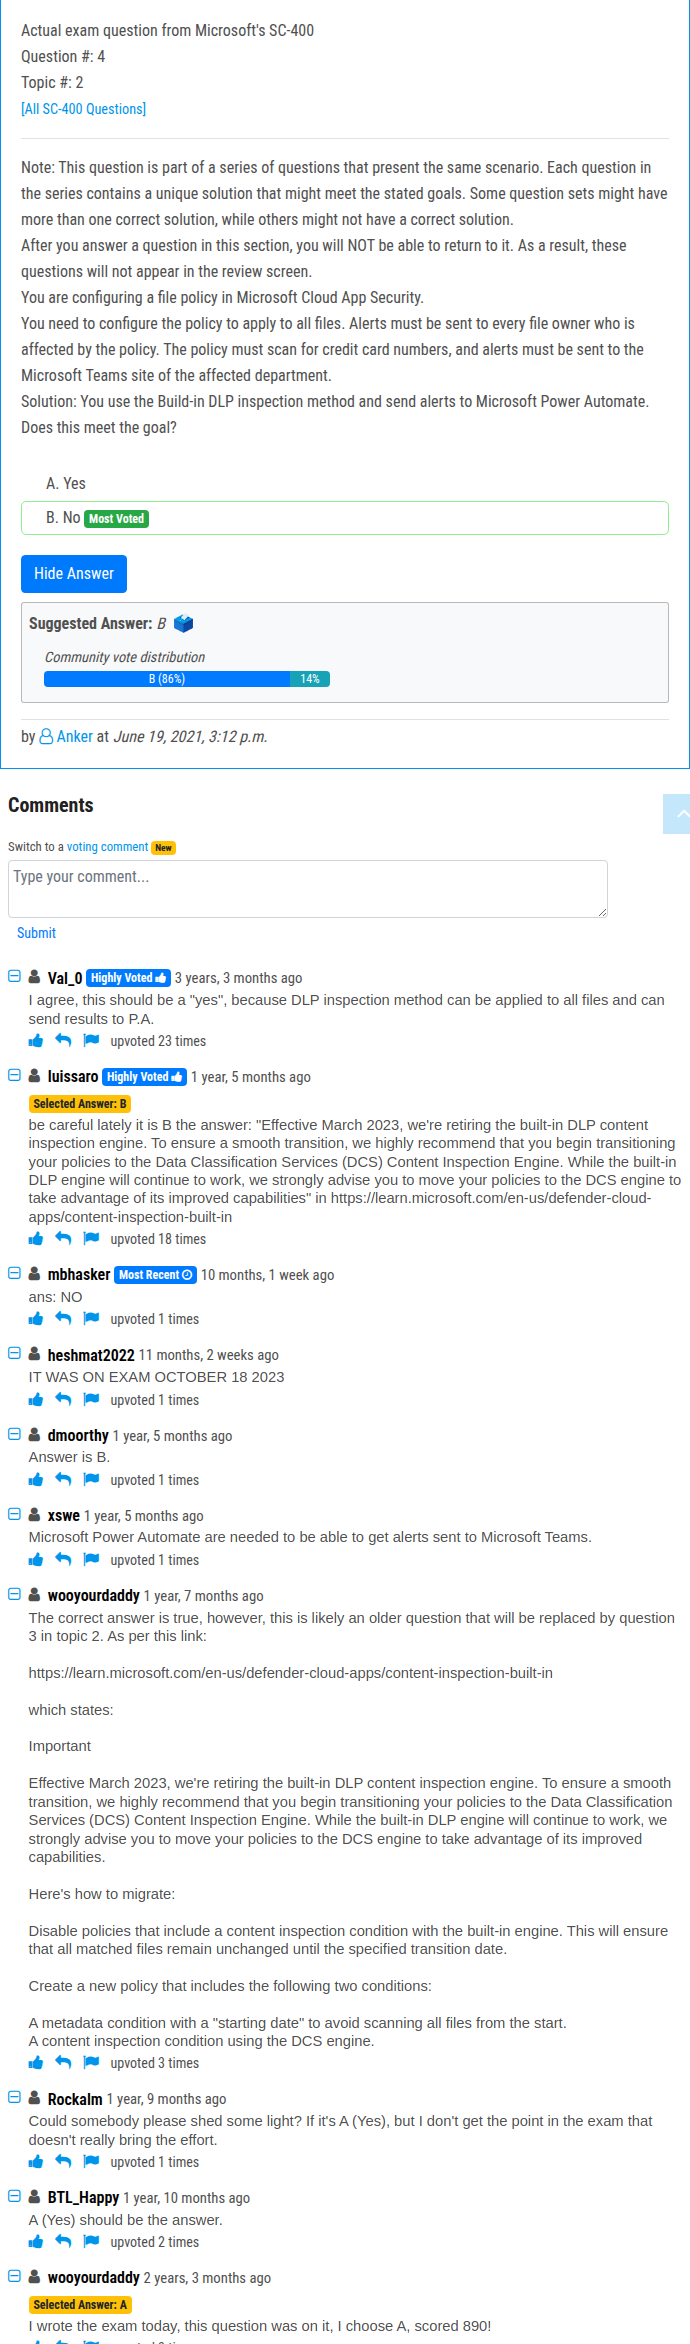 Actual exam question from Microsoft's SC-400
Question #: 4
Topic #: 2
[All SC-400 Questions]
Note: This question is part of a series of questions that present the same scenario. Each question in
the series contains a unique solution that might meet the stated goals. Some question sets might have
more than one correct solution, while others might not have a correct solution.
After you answer a question in this section, you will NOT be able to return to it. As a result, these
questions will not appear in the review screen.
You are configuring a file policy in Microsoft Cloud App Security.
You need to configure the policy to apply to all files. Alerts must be sent to every file owner who is
affected by the policy. The policy must scan for credit card numbers, and alerts must be sent to the
Microsoft Teams site of the affected department.
Solution: You use the Build-in DLP inspection method and send alerts to Microsoft Power Automate.
Does this meet the goal?
A. Yes
B. No Most Voted
Hide Answer
Suggested Answer: B
Community vote distribution
B (86%) 14%
by Anker at June 19, 2021, 3:12 p.m.
Comments
Switch to a voting comment New
Type your comment...
Submit
Val_0 Highly Voted 3 years, 3 months ago
I agree, this should be a "yes", because DLP inspection method can be applied to all files and can
send results to P.A.
upvoted 23 times
luissaro Highly Voted 1 year, 5 months ago
Selected Answer: B
be careful lately it is B the answer: "Effective March 2023, we're retiring the built-in DLP content
inspection engine. To ensure a smooth transition, we highly recommend that you begin transitioning
your policies to the Data Classification Services (DCS) Content Inspection Engine. While the built-in
DLP engine will continue to work, we strongly advise you to move your policies to the DCS engine to
take advantage of its improved capabilities" in https://learn.microsoft.com/en-us/defender-cloud-
apps/content-inspection-built-in
upvoted 18 times
mbhasker Most Recent 10 months, 1 week ago
ans: NO
upvoted 1 times
heshmat2022 11 months, 2 weeks ago
IT WAS ON EXAM OCTOBER 18 2023
upvoted 1 times
dmoorthy 1 year, 5 months ago
Answer is B.
upvoted 1 times
xswe 1 year, 5 months ago
Microsoft Power Automate are needed to be able to get alerts sent to Microsoft Teams.
upvoted 1 times
wooyourdaddy 1 year, 7 months ago
The correct answer is true, however, this is likely an older question that will be replaced by question
3 in topic 2. As per this link:
https://learn.microsoft.com/en-us/defender-cloud-apps/content-inspection-built-in
which states:
Important
Effective March 2023, we're retiring the built-in DLP content inspection engine. To ensure a smooth
transition, we highly recommend that you begin transitioning your policies to the Data Classification
Services (DCS) Content Inspection Engine. While the built-in DLP engine will continue to work, we
strongly advise you to move your policies to the DCS engine to take advantage of its improved
capabilities.
Here's how to migrate:
Disable policies that include a content inspection condition with the built-in engine. This will ensure
that all matched files remain unchanged until the specified transition date.
Create a new policy that includes the following two conditions:
A metadata condition with a "starting date" to avoid scanning all files from the start.
A content inspection condition using the DCS engine.
upvoted 3 times
Rockalm 1 year, 9 months ago
Could somebody please shed some light? If it's A (Yes), but I don't get the point in the exam that
doesn't really bring the effort.
upvoted 1 times
BTL_Happy 1 year, 10 months ago
A (Yes) should be the answer.
upvoted 2 times
wooyourdaddy 2 years, 3 months ago
Selected Answer: A
I wrote the exam today, this question was on it, I choose A, scored 890!